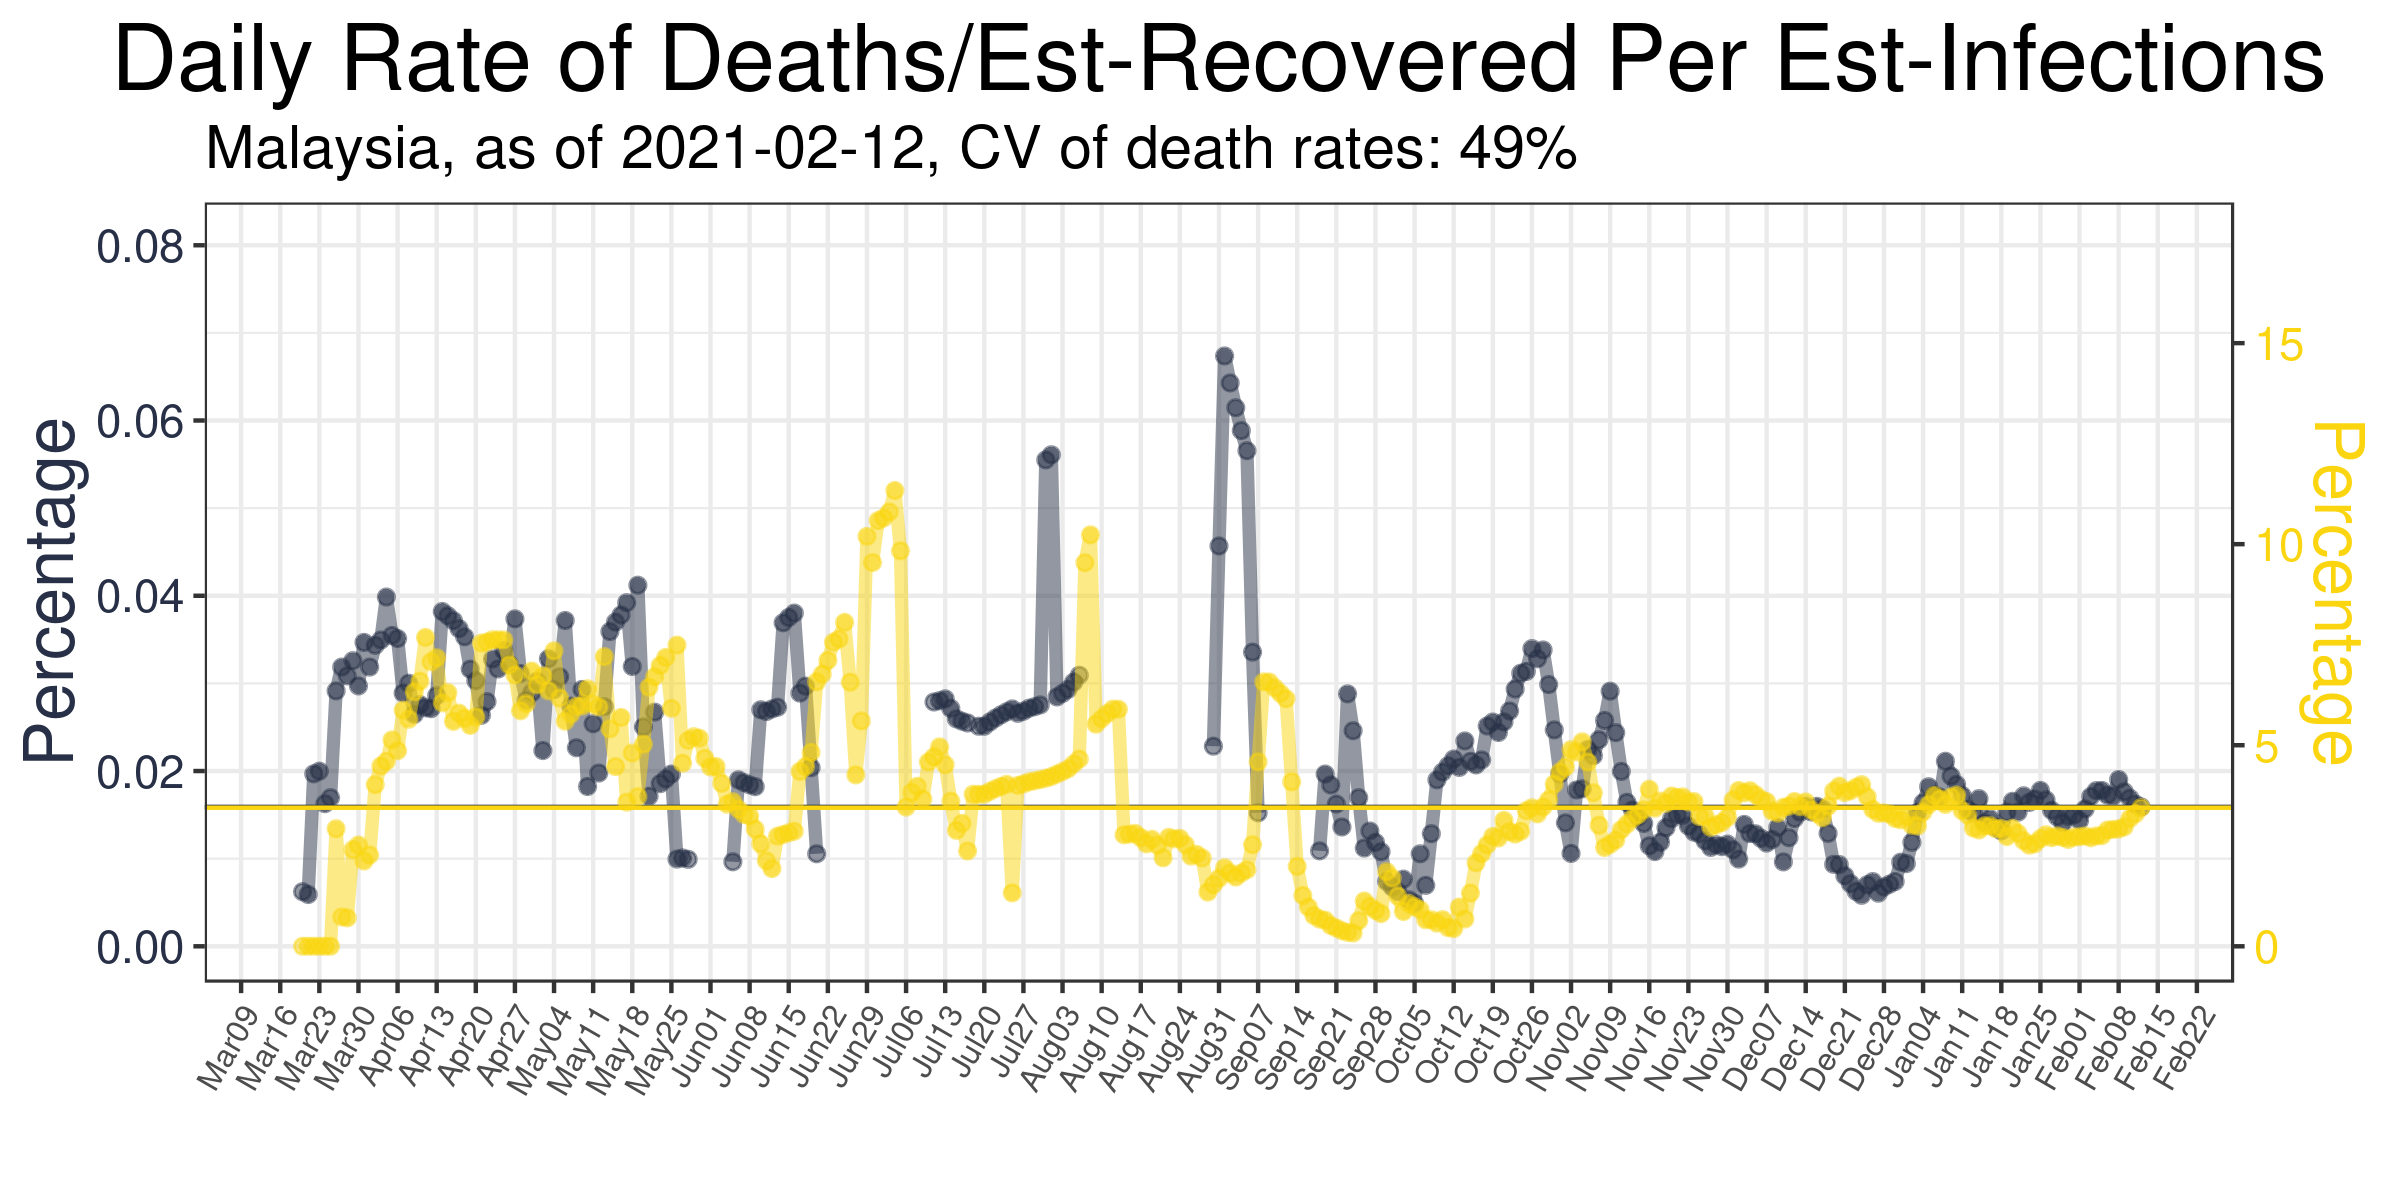 Daily Rate of Deaths/Est-Recovered Per Est-Infections
Malaysia, as of 2021-02-12, CV of death rates: 49%
Percentage
0.08
0.06
0.04
0.02
0.00
15
10
5
0
Percentage
Mar09
Mar16
Mar23
Mar30
Apr06
Apr13
Apr20
Apr27
May04
May11
May18
May25
Jun01
Jun08
Jun15
Jun22
Jun29
Jul06
Jul13
Jul20
Jul27
Aug03
Aug10
Aug17
Aug24
Aug31
Sep07
Sep14
Sep21
Sep28
Oct05
Oct12
Oct19
Oct26
Nov02
Nov09
Nov16
Nov23
Nov30
Dec07
Dec14
Dec21
Dec28
Jan04
Jan11
Jan18
Jan25
Feb01
Feb08
Feb15
Feb22